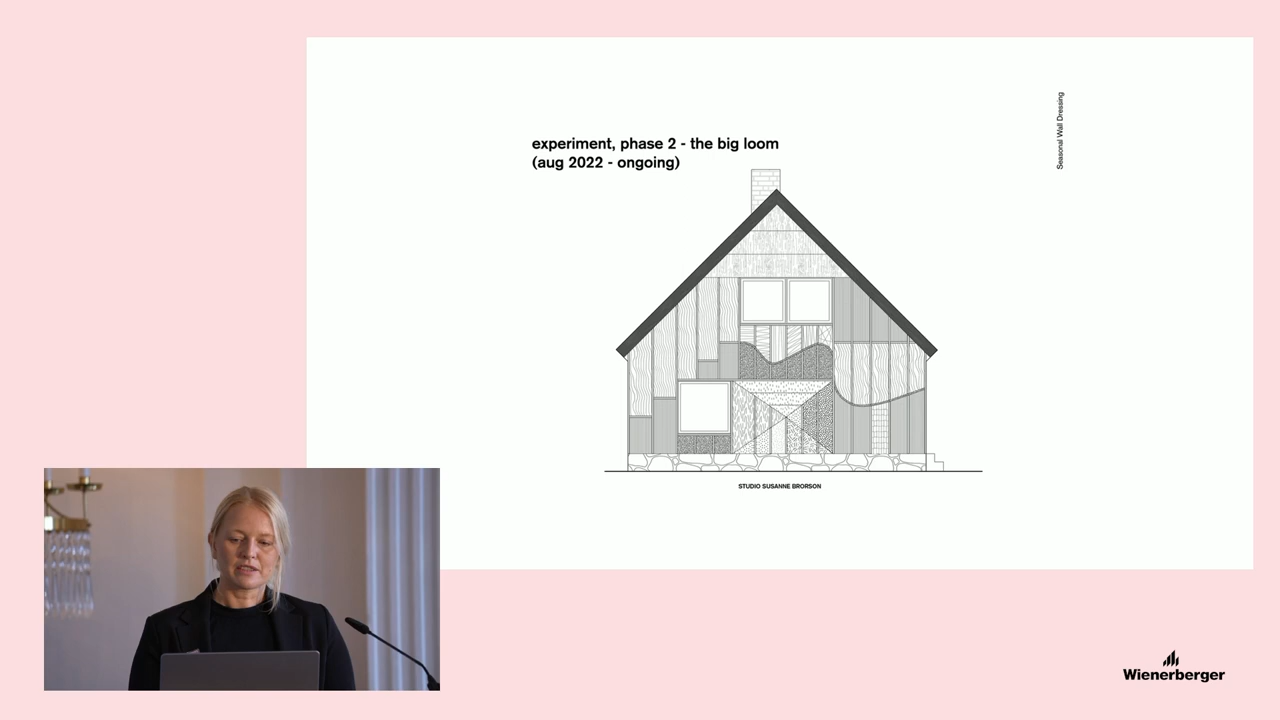 experiment, phase 2 - the big loom
(aug 2022 - ongoing)
Seasonal Wall Dressing
STUDIO SUSANNE BRORSON
Wienerberger